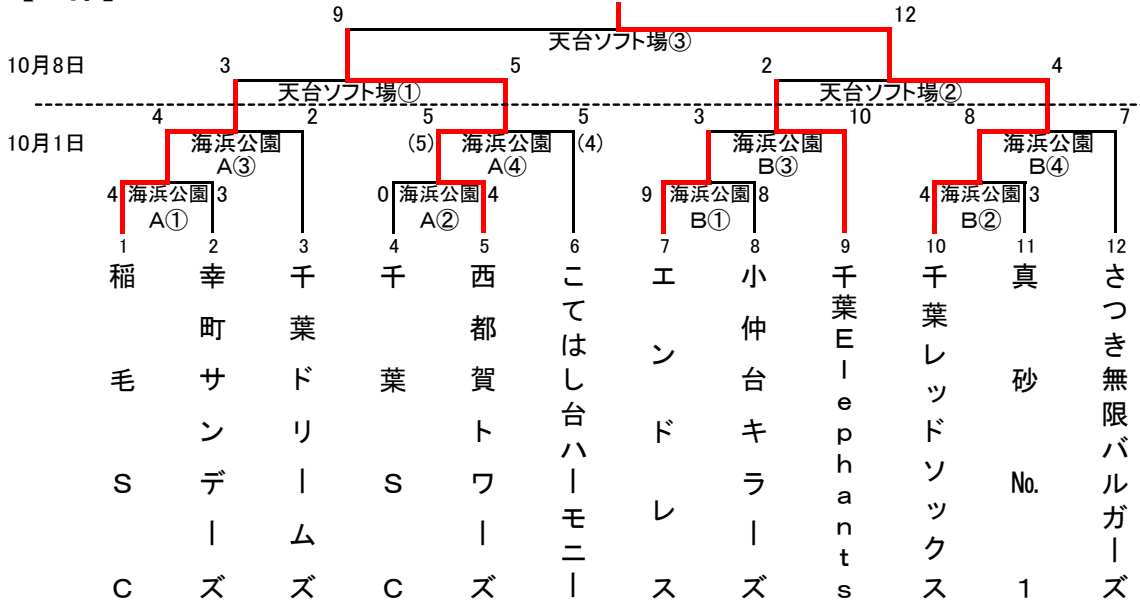 9 12
天台ソフト場③
10月8日 3 5 2 4
天台ソフト場① 天台ソフト場②
4 2 5 5 3 10 8 7
10月1日 海浜公園 (5) 海浜公園 (4) 海浜公園 海浜公園
A③ A④ B③ B④
4 海浜公園 3 0 海浜公園 4 9 海浜公園 8 4 海浜公園 3
A① A② B① B②
1 2 3 4 5 6 7 8 9 10 11 12
稲毛SC
幸町サンデーズ
千葉ドリームズ
千葉SC
西都賀トワーズ
こてはし台ハーモニー
エンドレス
小仲台キラーズ
千葉Elephants
千葉レッドソックス
真砂№1
さつき無限バルガーズ